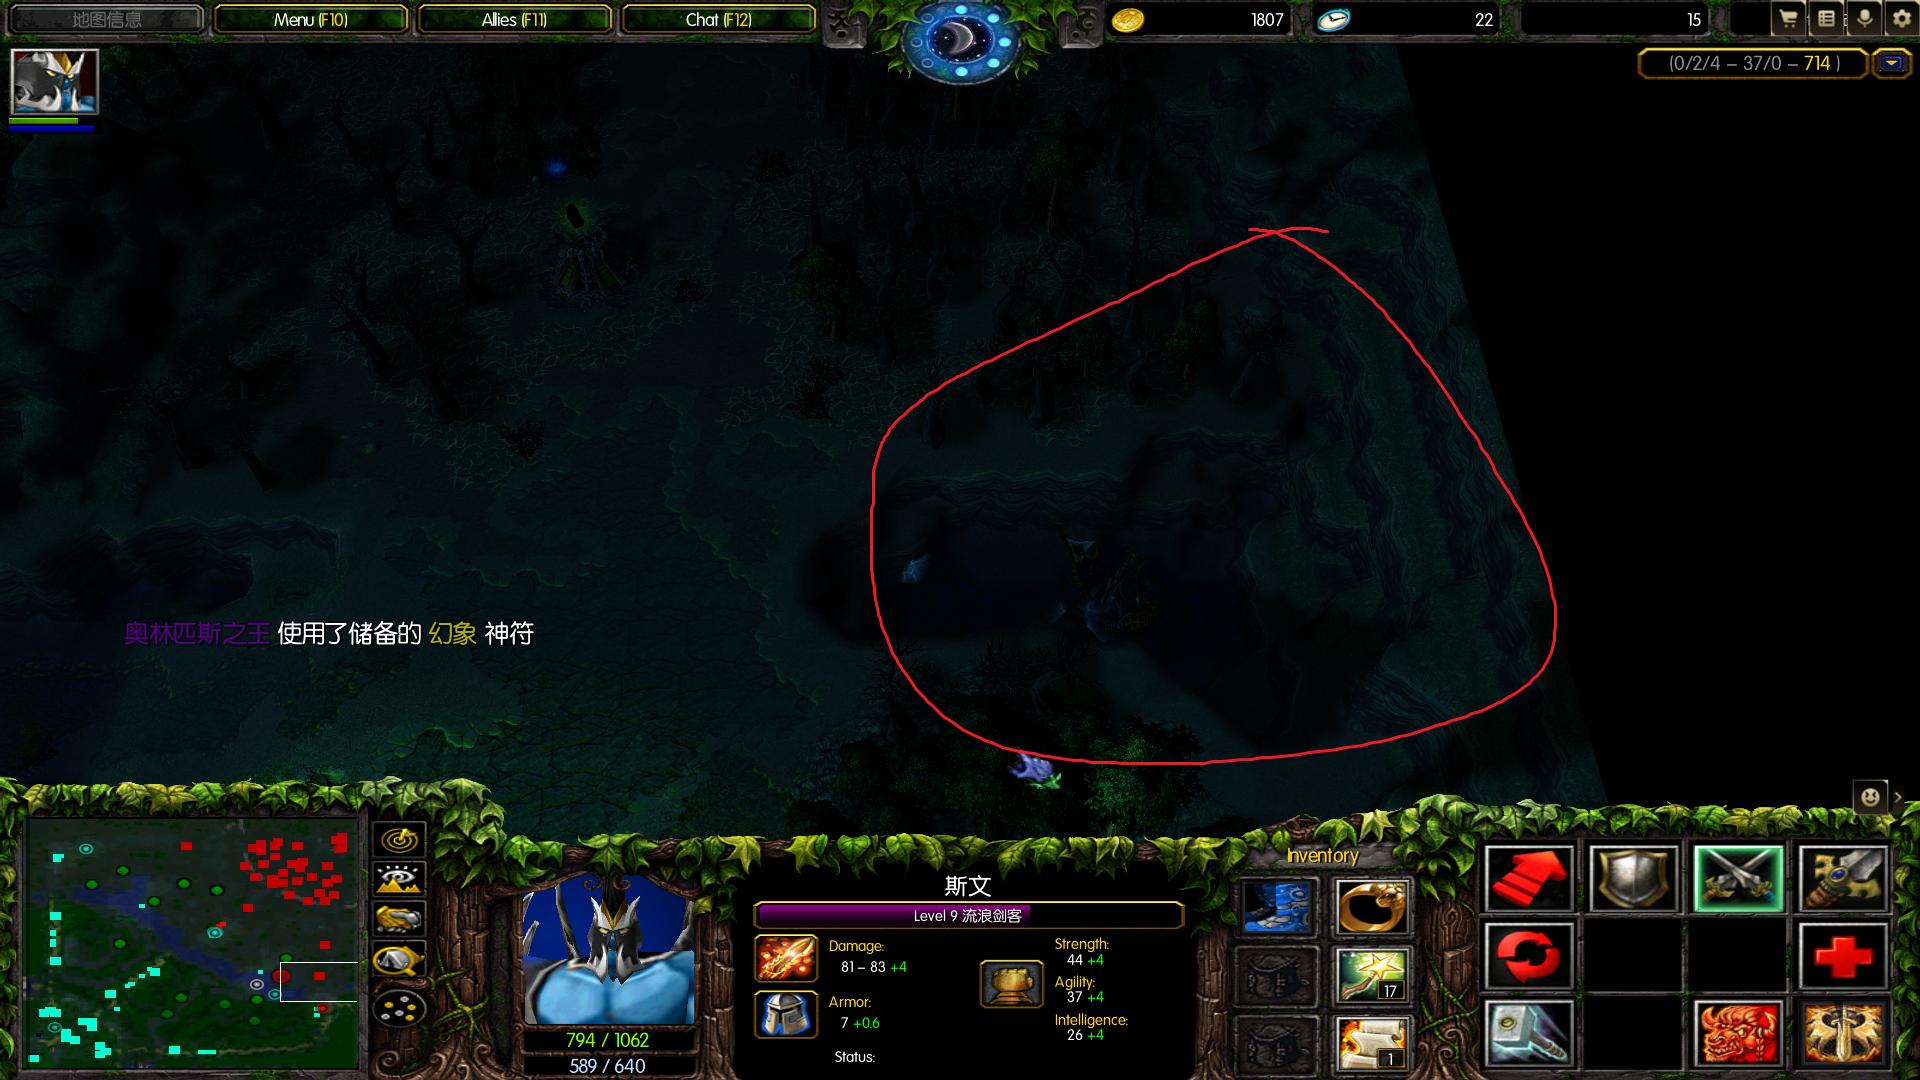 地图信息
Menu (F10)
Allies (F11)
Chat (F12)
1807
22
15
(0/2/4 – 37/0 – 714 )
奥林匹斯之王 使用了储备的 幻象 神符
斯文
Level 9 流浪剑客
Damage:
81 – 83 +4
Armor:
7 +0.6
Strength:
44 +4
Agility:
37 +4
Intelligence:
26 +4
Status:
794 / 1062
589 / 640
Inventory
17
1